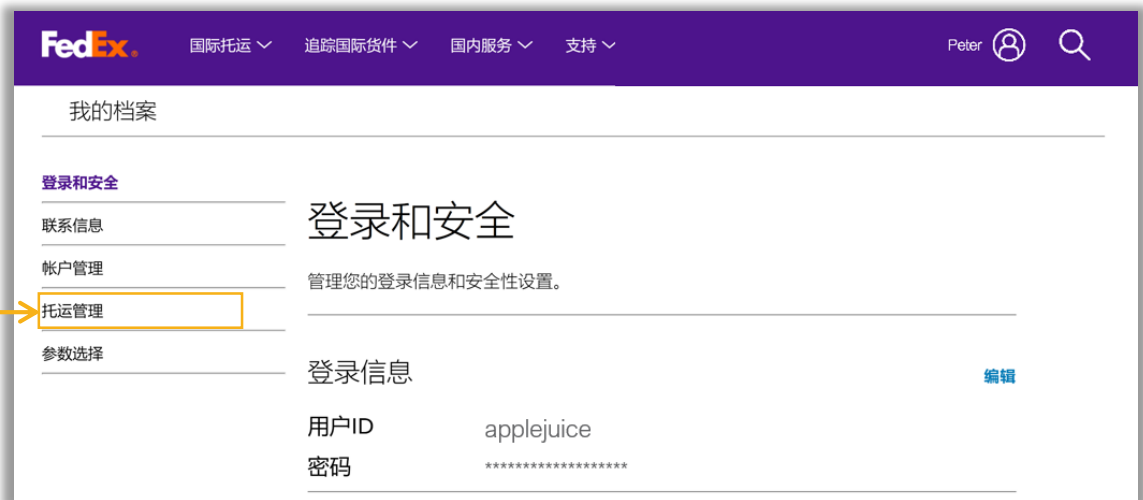 FedEx. 国际托运 追踪国际货件 国内服务 支持 Peter
我的档案
登录和安全
联系信息
帐户管理
托运管理
参数选择
登录和安全
管理您的登录信息和安全性设置。
登录信息 编辑
用户ID applejuice
密码 ********************